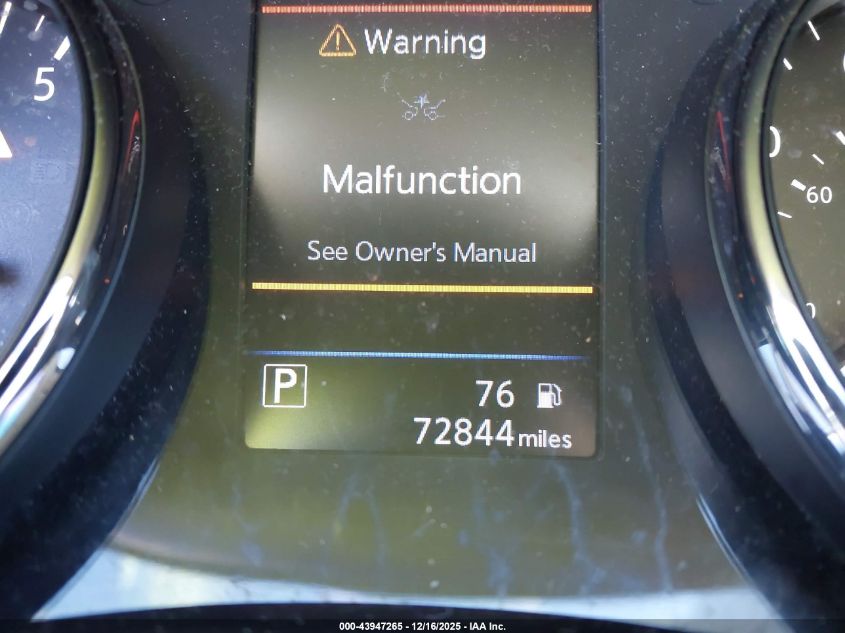 5
Warning
Malfunction
See Owner's Manual
60
P
76
72844 miles
000-43947265 - 12/16/2025 - IAA Inc.